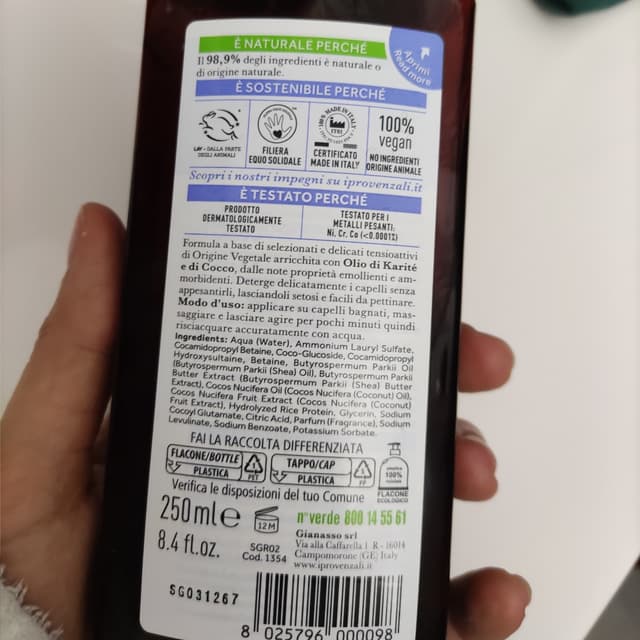 È NATURALE PERCHÉ
Il 98,9% degli ingredienti è naturale o
di origine naturale.
Aprimi
Read more
È SOSTENIBILE PERCHÉ
LAV - DALLA PARTE
DEGLI ANIMALI
FILIERA
EQUO SOLIDALE
100% MADE IN ITALY
CERTIFICATO
MADE IN ITALY
100%
vegan
NO INGREDIENTI
ORIGINE ANIMALE
Scopri i nostri impegni su iprovenzali.it
È TESTATO PERCHÉ
PRODOTTO
DERMATOLOGICAMENTE
TESTATO
TESTATO PER I
METALLI PESANTI:
Ni, Cr, Co (<0.0001%)
Formula a base di selezionati e delicati tensioattivi
di Origine Vegetale arricchita con Olio di Karité
e di Cocco, dalle note proprietà emollienti e am-
morbidenti. Deterge delicatamente i capelli senza
appesantirli, lasciandoli setosi e facili da pettinare.
Modo d'uso: applicare su capelli bagnati, mas-
saggiare e lasciare agire per pochi minuti quindi
risciacquare accuratamente con acqua.
Ingredients: Aqua (Water), Ammonium Lauryl Sulfate,
Cocamidopropyl Betaine, Coco-Glucoside, Cocamidopropyl
Hydroxysultaine, Betaine, Butyrospermum Parkii Oil
(Butyrospermum Parkii (Shea) Oil), Butyrospermum Parkii
Butter Extract (Butyrospermum Parkii (Shea) Butter
Extract), Cocos Nucifera Oil (Cocos Nucifera (Coconut) Oil),
Cocos Nucifera Fruit Extract (Cocos Nucifera (Coconut)
Fruit Extract), Hydrolyzed Rice Protein, Glycerin, Sodium
Cocoyl Glutamate, Citric Acid, Parfum (Fragrance), Sodium
Levulinate, Sodium Benzoate, Potassium Sorbate.
FAI LA RACCOLTA DIFFERENZIATA
FLACONE/BOTTLE
PLASTICA
1
PET
TAPPO/CAP
PLASTICA
PP
100%
FLACONE
ECOLOGICO
Verifica le disposizioni del tuo Comune
250 ml e
12 M
n°verde 800 14 55 61
8.4 fl.oz.
SGR02
Cod. 1354
Gianasso srl
Via alla Caffarella 1 R - 16014
Campomorone (GE) Italy
www.iprovenzali.it
SG031267
8 025796 000098